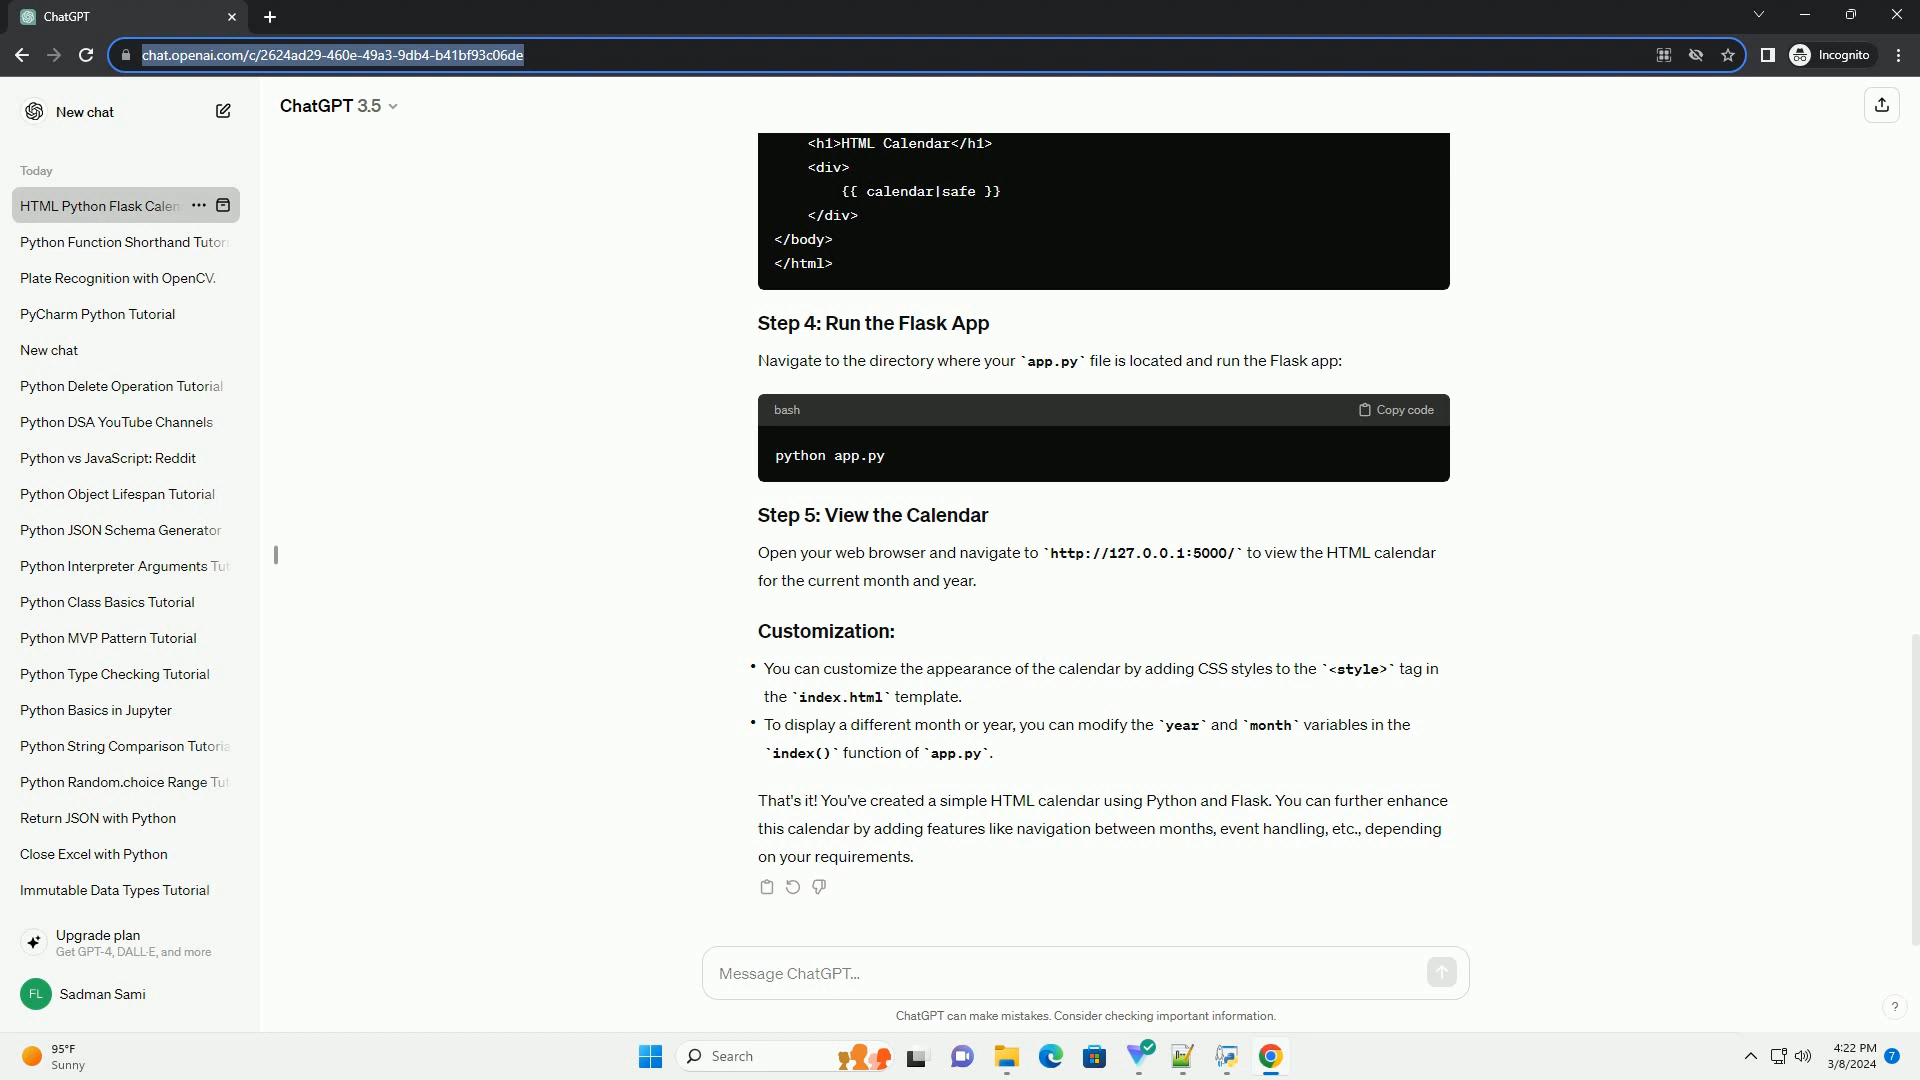 ChatGPT
chat.openai.com/c/2624ad29-460e-49a3-9db4-b41bf93c06de
Incognito
New chat
Today
HTML Python Flask Calen
Python Function Shorthand Tutor
Plate Recognition with OpenCV.
PyCharm Python Tutorial
New chat
Python Delete Operation Tutorial
Python DSA YouTube Channels
Python vs JavaScript: Reddit
Python Object Lifespan Tutorial
Python JSON Schema Generator
Python Interpreter Arguments Tut
Python Class Basics Tutorial
Python MVP Pattern Tutorial
Python Type Checking Tutorial
Python Basics in Jupyter
Python String Comparison Tutoria
Python Random.choice Range Tut
Return JSON with Python
Close Excel with Python
Immutable Data Types Tutorial
Upgrade plan
Get GPT-4, DALL·E, and more
FL Sadman Sami
ChatGPT 3.5
<h1>HTML Calendar</h1>
<div>
{{ calendar|safe }}
</div>
</body>
</html>
Step 4: Run the Flask App
Navigate to the directory where your `app.py` file is located and run the Flask app:
bash Copy code
python app.py
Step 5: View the Calendar
Open your web browser and navigate to `http://127.0.0.1:5000/` to view the HTML calendar
for the current month and year.
Customization:
• You can customize the appearance of the calendar by adding CSS styles to the `<style>` tag in
the `index.html` template.
• To display a different month or year, you can modify the `year` and `month` variables in the
`index()` function of `app.py`.
That's it! You've created a simple HTML calendar using Python and Flask. You can further enhance
this calendar by adding features like navigation between months, event handling, etc., depending
on your requirements.
Message ChatGPT...
ChatGPT can make mistakes. Consider checking important information.
?
95°F
Sunny
Search
4:22 PM
3/8/2024
7